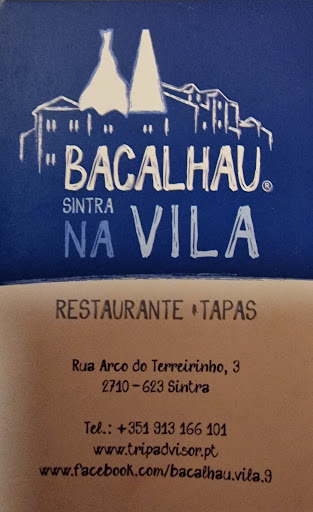 BACALHAU®
SINTRA
NA VILA
RESTAURANTE & TAPAS
Rua Arco do Terreirinho, 3
2710-623 Sintra
Tel.: +351 913 166 101
www.tripadvisor.pt
www.facebook.com/bacalhau.vila.9